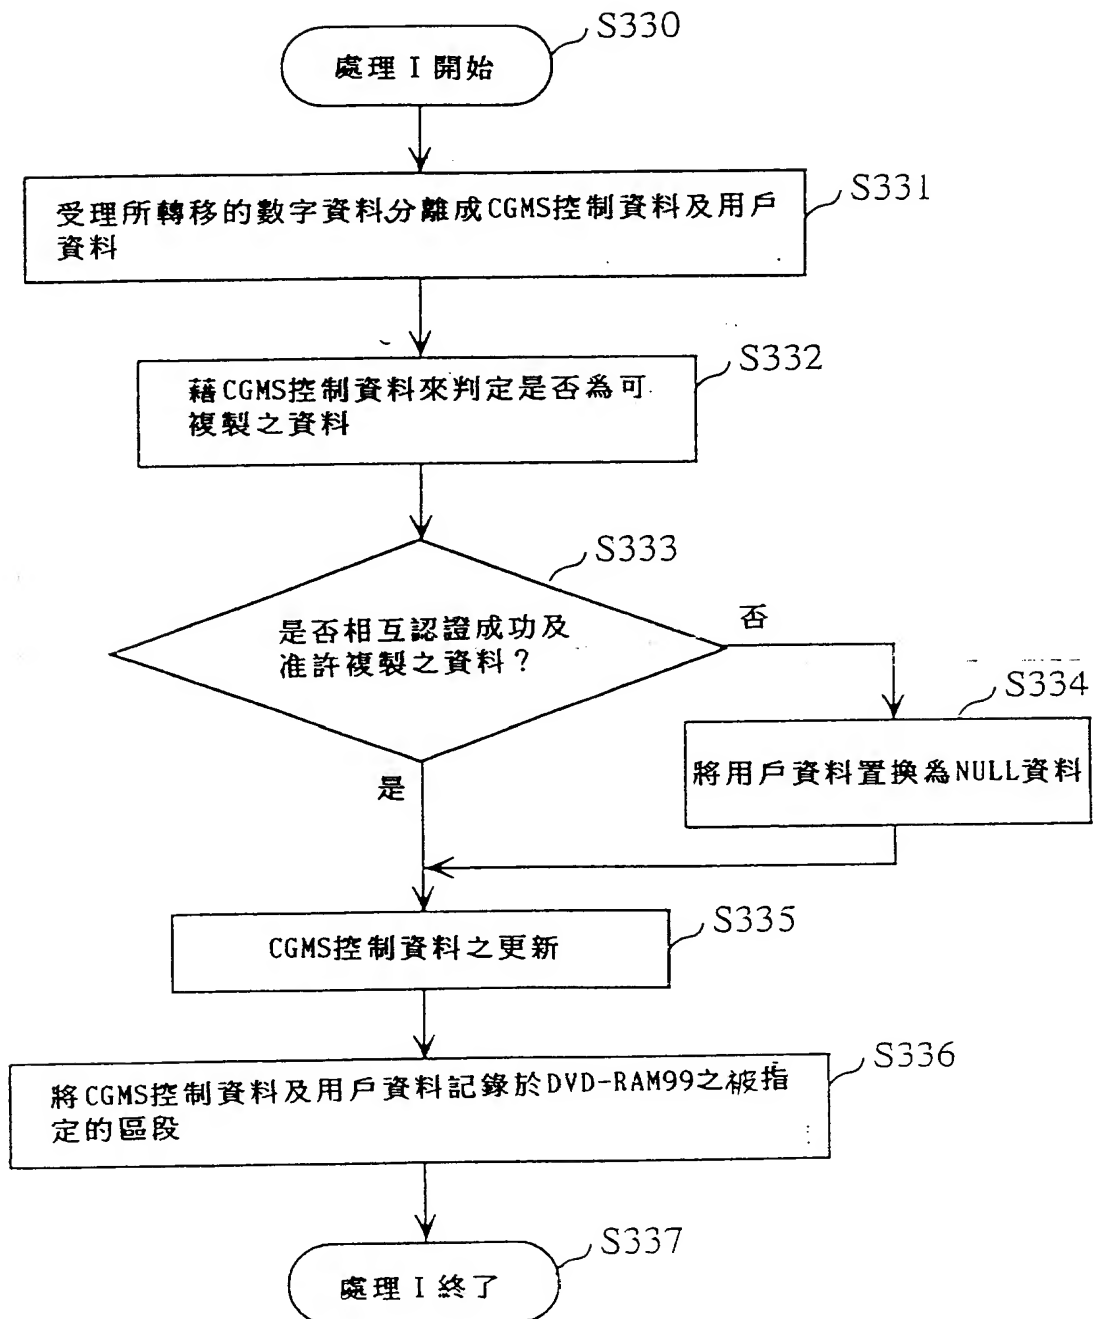 S330
處理I開始
S331
受理所轉移的數字資料分離成CGMS控制資料及用戶
資料
S332
藉CGMS控制資料來判定是否為可
複製之資料
S333
是否相互認證成功及
准許複製之資料？
否
S334
將用戶資料置換為NULL資料
是
S335
CGMS控制資料之更新
S336
將CGMS控制資料及用戶資料記錄於DVD-RAM99之被指
定的區段
S337
處理I終了